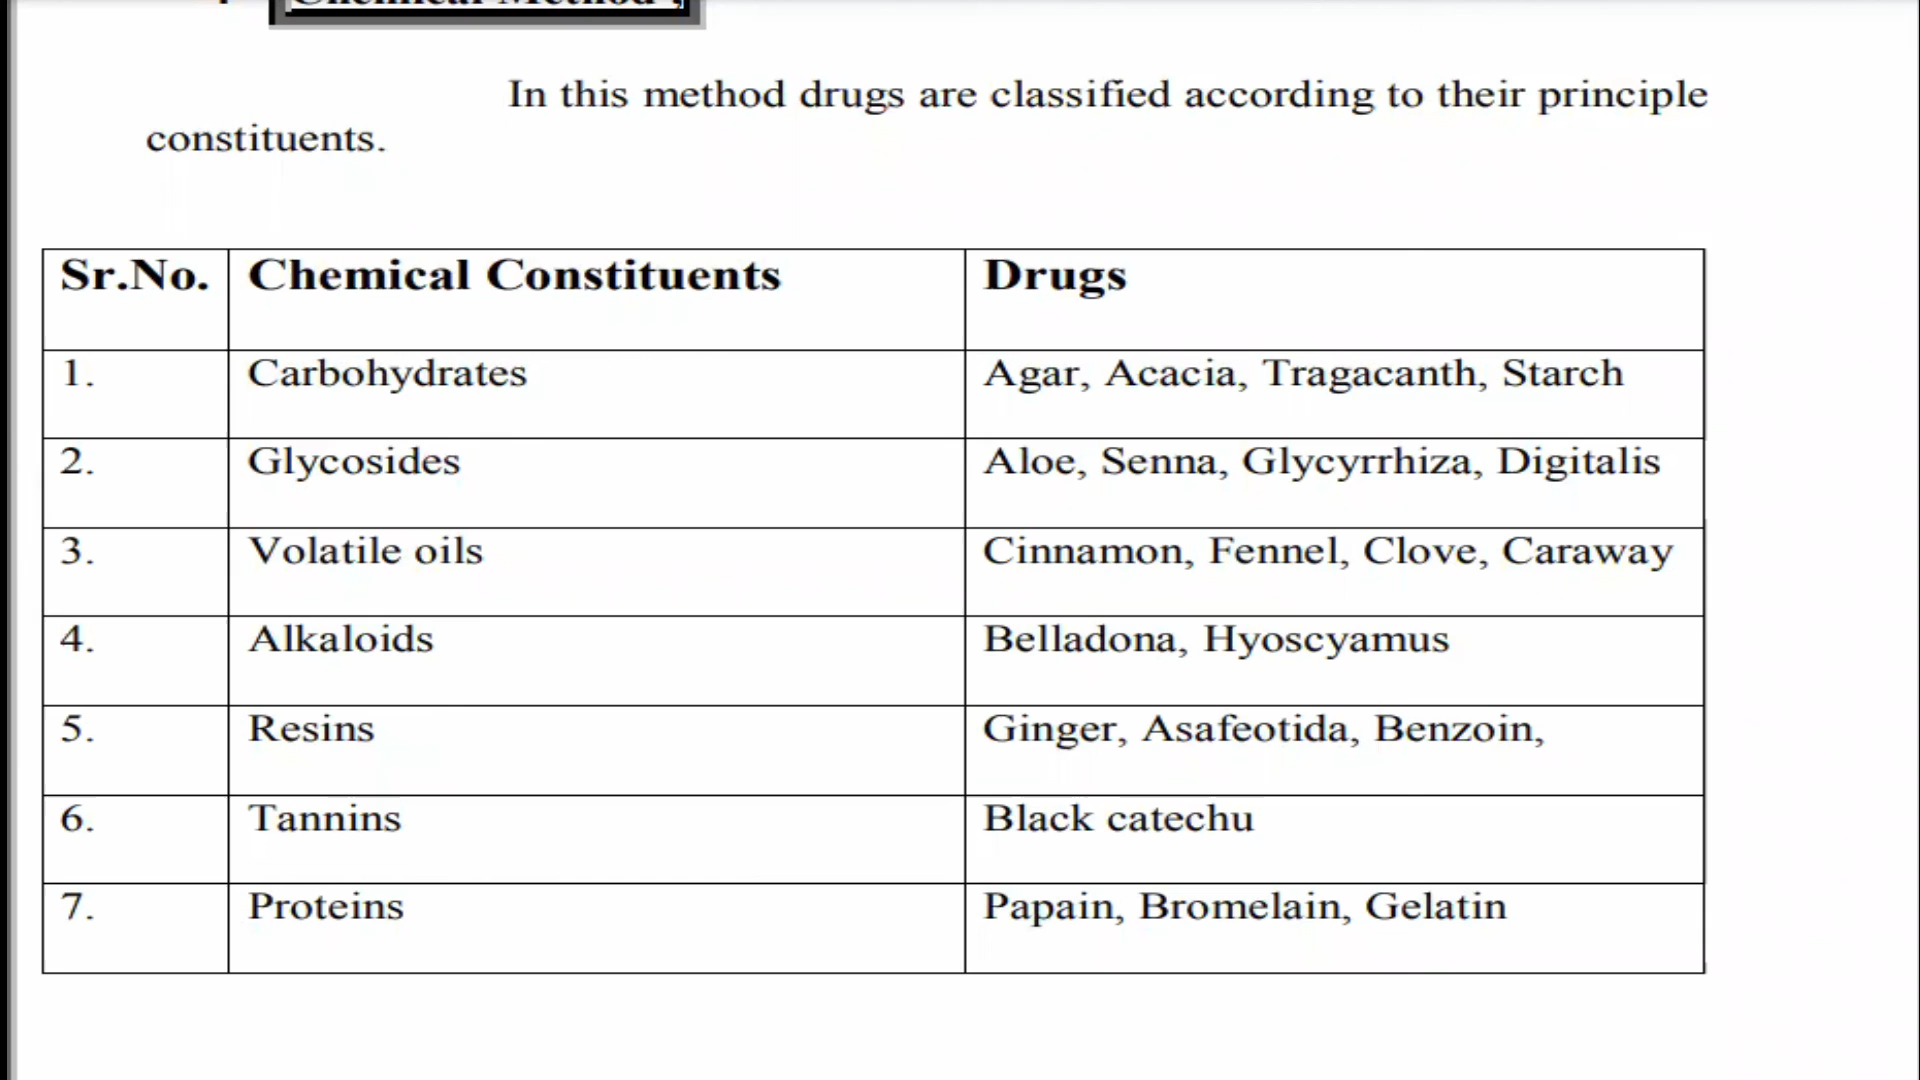 Chemical Method :
In this method drugs are classified according to their principle
constituents.
Sr.No. Chemical Constituents Drugs
1. Carbohydrates Agar, Acacia, Tragacanth, Starch
2. Glycosides Aloe, Senna, Glycyrrhiza, Digitalis
3. Volatile oils Cinnamon, Fennel, Clove, Caraway
4. Alkaloids Belladona, Hyoscyamus
5. Resins Ginger, Asafeotida, Benzoin,
6. Tannins Black catechu
7. Proteins Papain, Bromelain, Gelatin